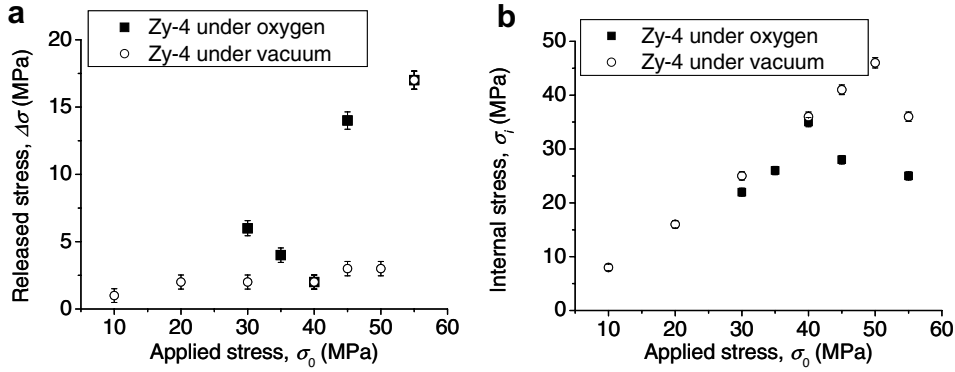 a
Zy-4 under oxygen
Zy-4 under vacuum
Released stress, Δσ (MPa)
20
15
10
5
0
10 20 30 40 50 60
Applied stress, σ0 (MPa)
b
Zy-4 under oxygen
Zy-4 under vacuum
Internal stress, σi (MPa)
50
40
30
20
10
0
10 20 30 40 50 60
Applied stress, σ0 (MPa)